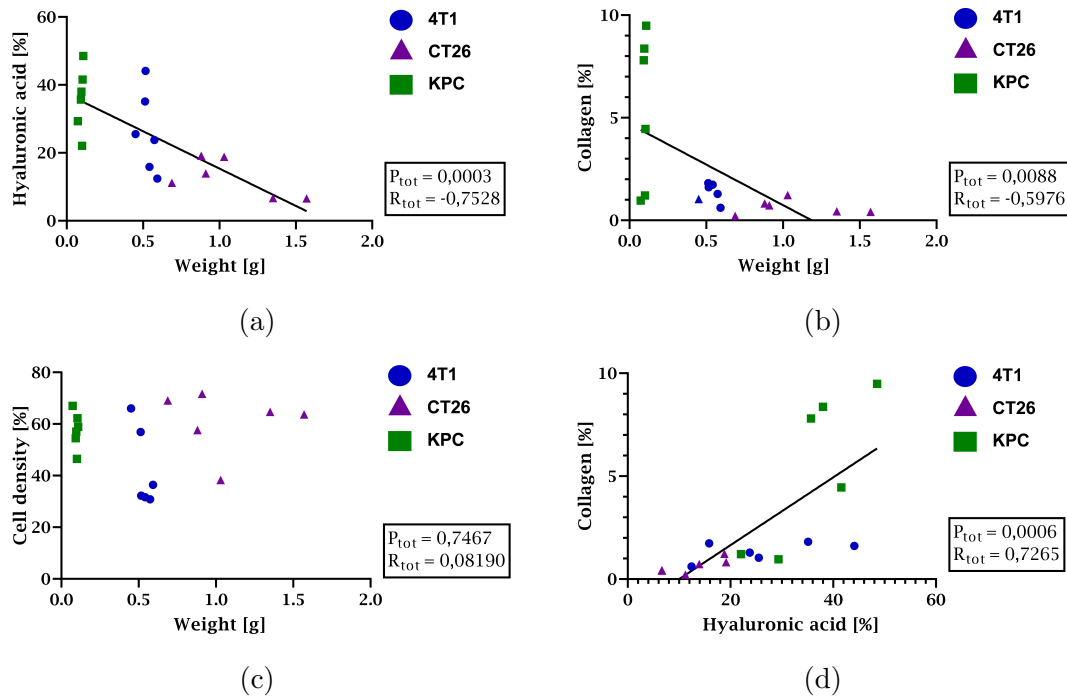 60
40
20
0
0.0 0.5 1.0 1.5 2.0
Hyaluronic acid [%]
Weight [g]
4T1
CT26
KPC
P_tot = 0,0003
R_tot = -0,7528
(a)
10
5
0
0.0 0.5 1.0 1.5 2.0
Collagen [%]
Weight [g]
4T1
CT26
KPC
P_tot = 0,0088
R_tot = -0,5976
(b)
80
60
40
20
0
0.0 0.5 1.0 1.5 2.0
Cell density [%]
Weight [g]
4T1
CT26
KPC
P_tot = 0,7467
R_tot = 0,08190
(c)
10
5
0
0 20 40 60
Collagen [%]
Hyaluronic acid [%]
4T1
CT26
KPC
P_tot = 0,0006
R_tot = 0,7265
(d)